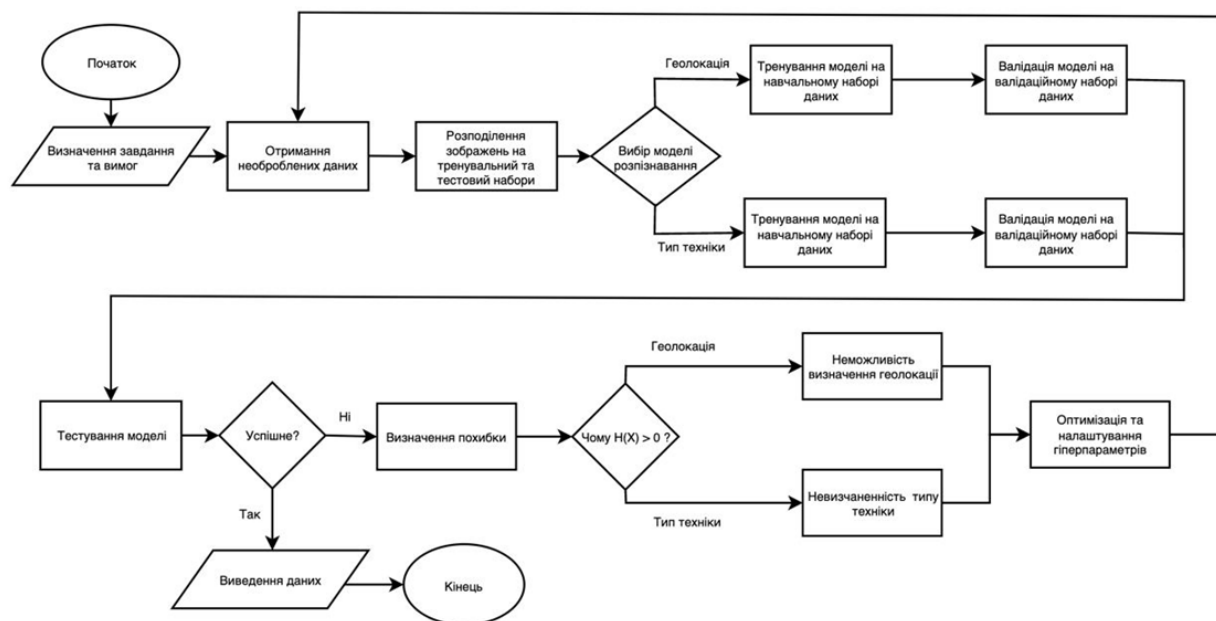 Початок
Визначення завдання
та вимог
Отримання
необроблених даних
Розподілення
зображень на
тренувальний та
тестовий набори
Вибір моделі
розпізнавання
Геолокація
Тренування моделі на
навчальному наборі
даних
Валідація моделі на
валідаційному наборі
даних
Тип техніки
Тренування моделі на
навчальному наборі
даних
Валідація моделі на
валідаційному наборі
даних
Тестування моделі
Успішне?
Ні
Визначення похибки
Чому H(X) > 0 ?
Геолокація
Неможливість
визначення геолокації
Тип техніки
Невизчаненність типу
техніки
Оптимізація та
налаштування
гіперпараметрів
Так
Виведення даних
Кінець